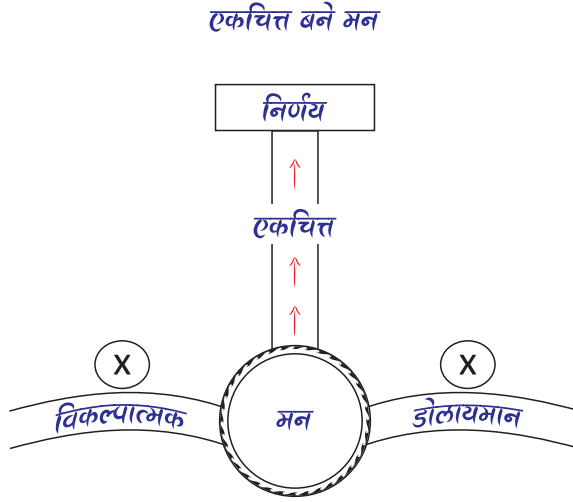 एकचित्त बने मन
निर्णय
एकचित्त
X
X
विकल्पात्मक
मन
डोलायमान